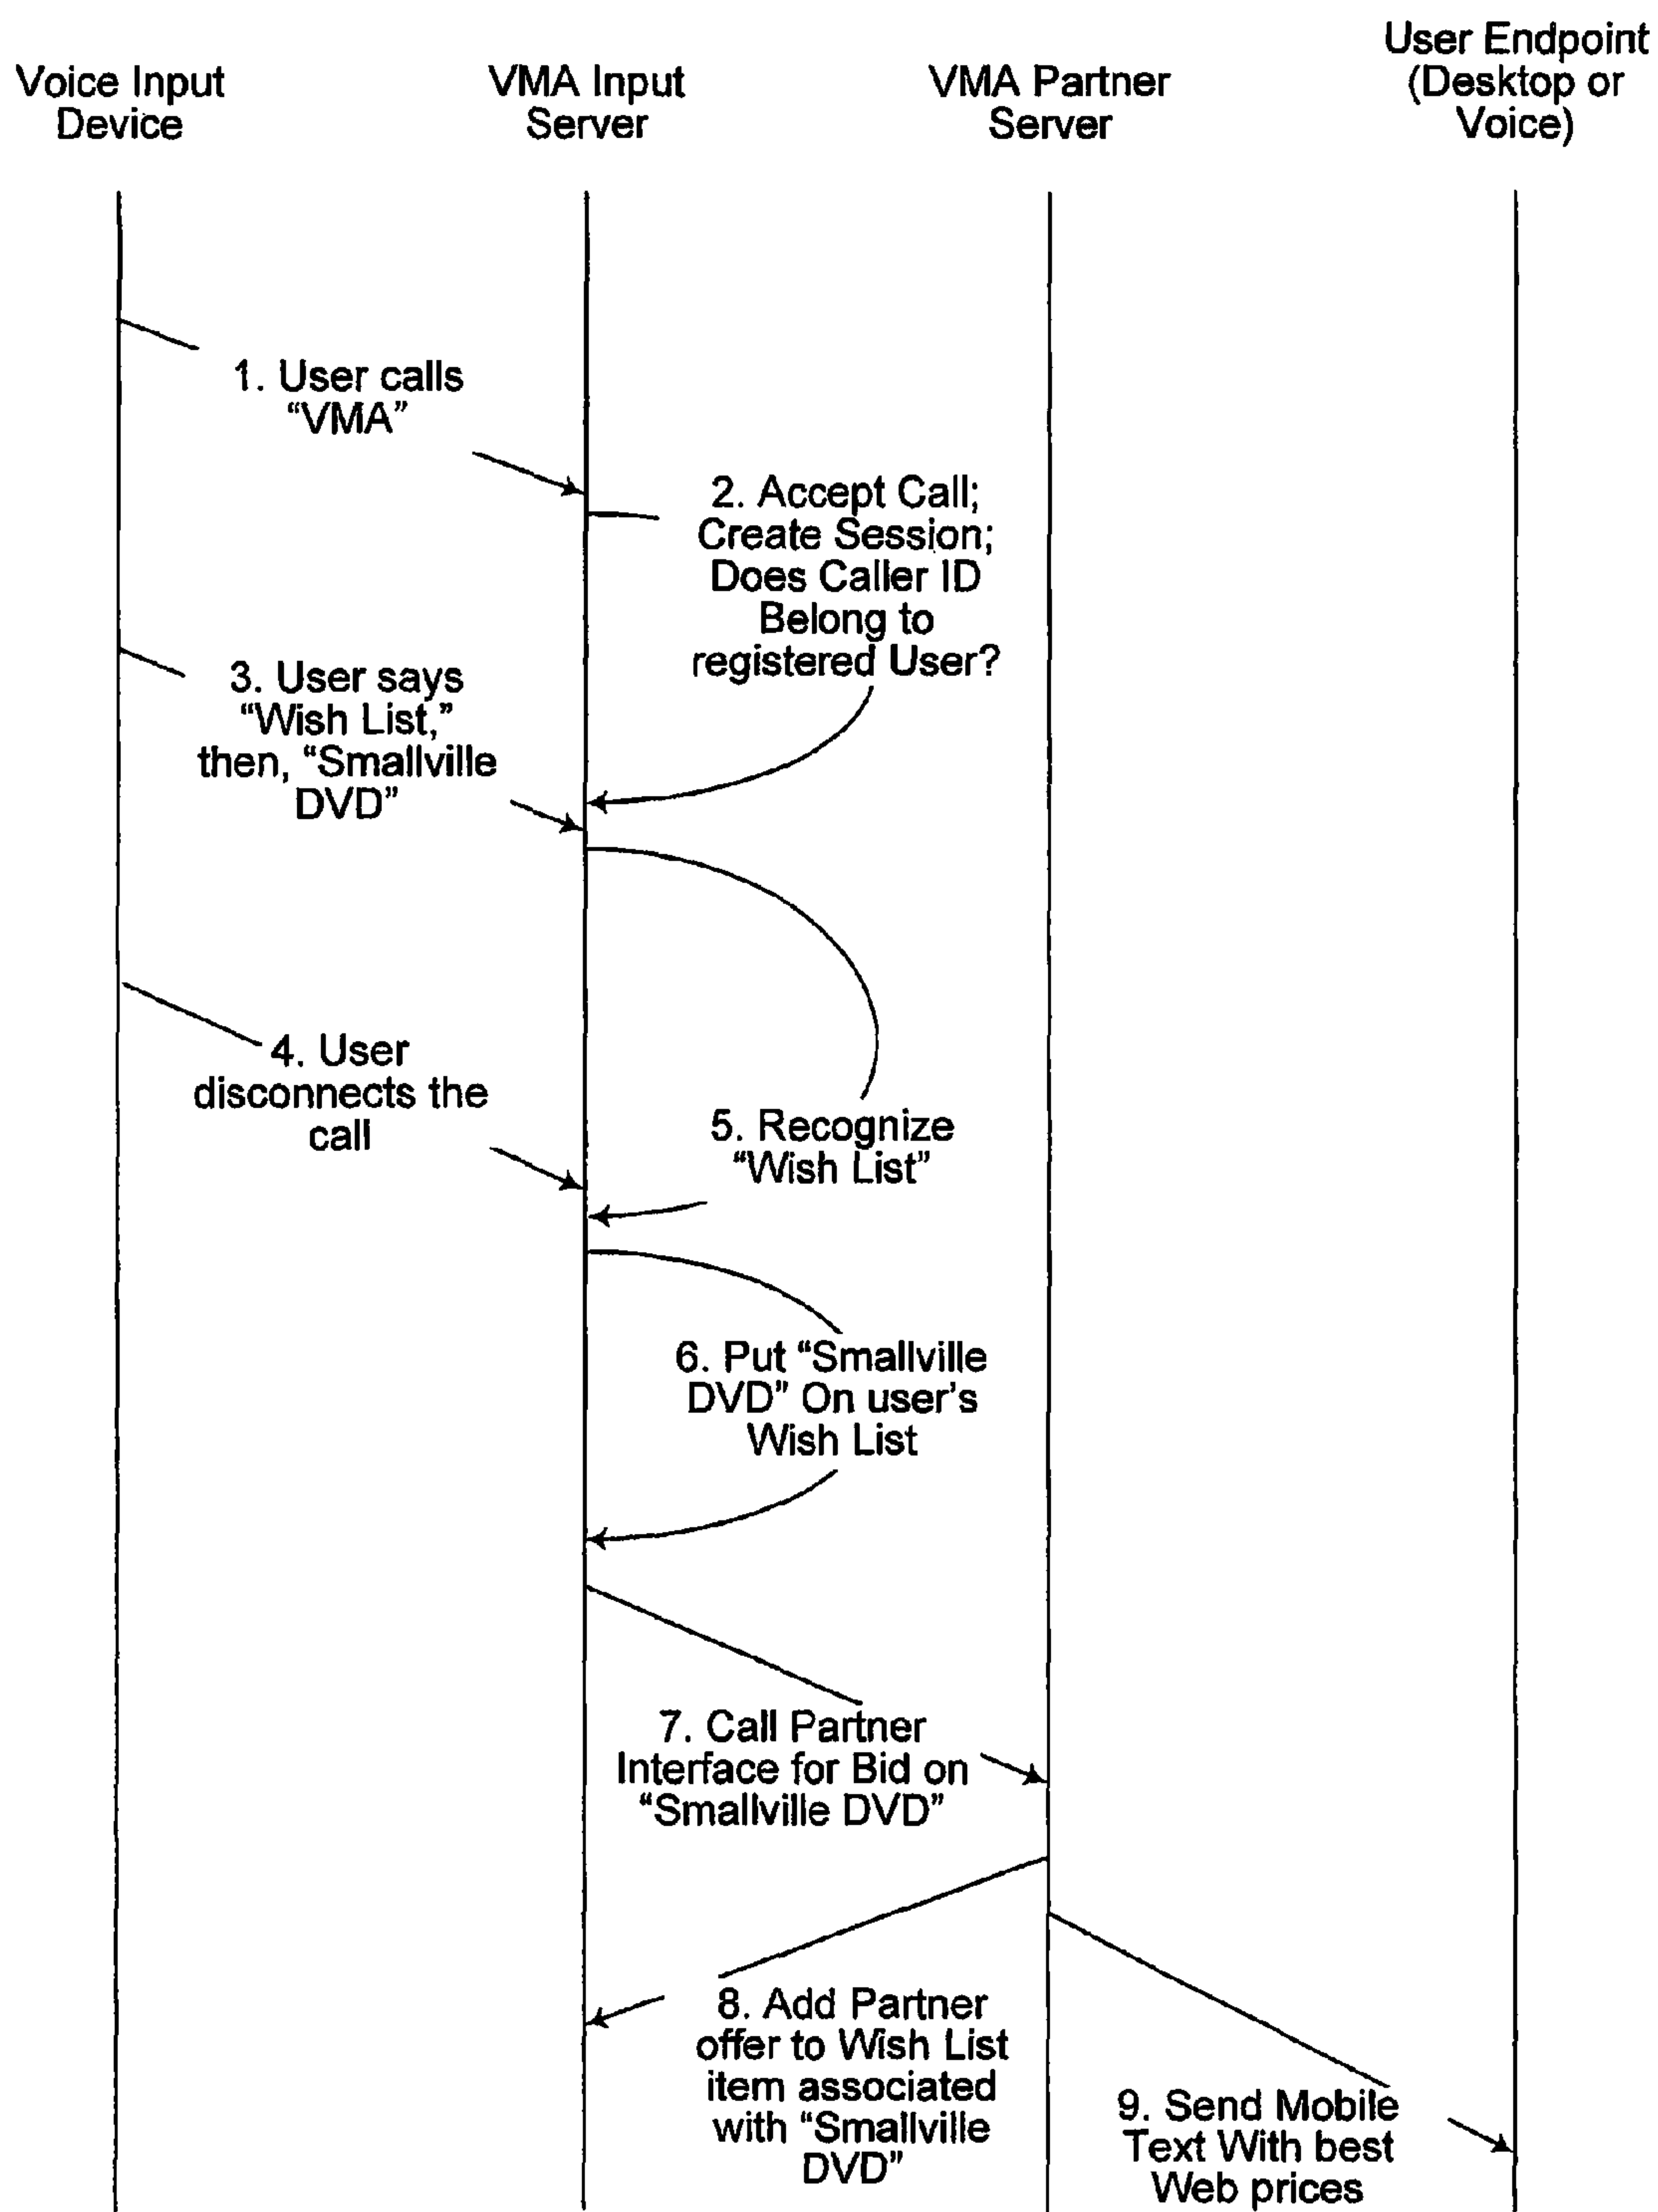 Voice Input
Device
VMA Input
Server
VMA Partner
Server
User Endpoint
(Desktop or
Voice)
1. User calls
“VMA”
2. Accept Call;
Create Session;
Does Caller ID
Belong to
registered User?
3. User says
“Wish List,”
then, “Smallville
DVD”
4. User
disconnects the
call
5. Recognize
“Wish List”
6. Put “Smallville
DVD” On user’s
Wish List
7. Call Partner
Interface for Bid on
“Smallville DVD”
8. Add Partner
offer to Wish List
item associated
with “Smallville
DVD”
9. Send Mobile
Text With best
Web prices